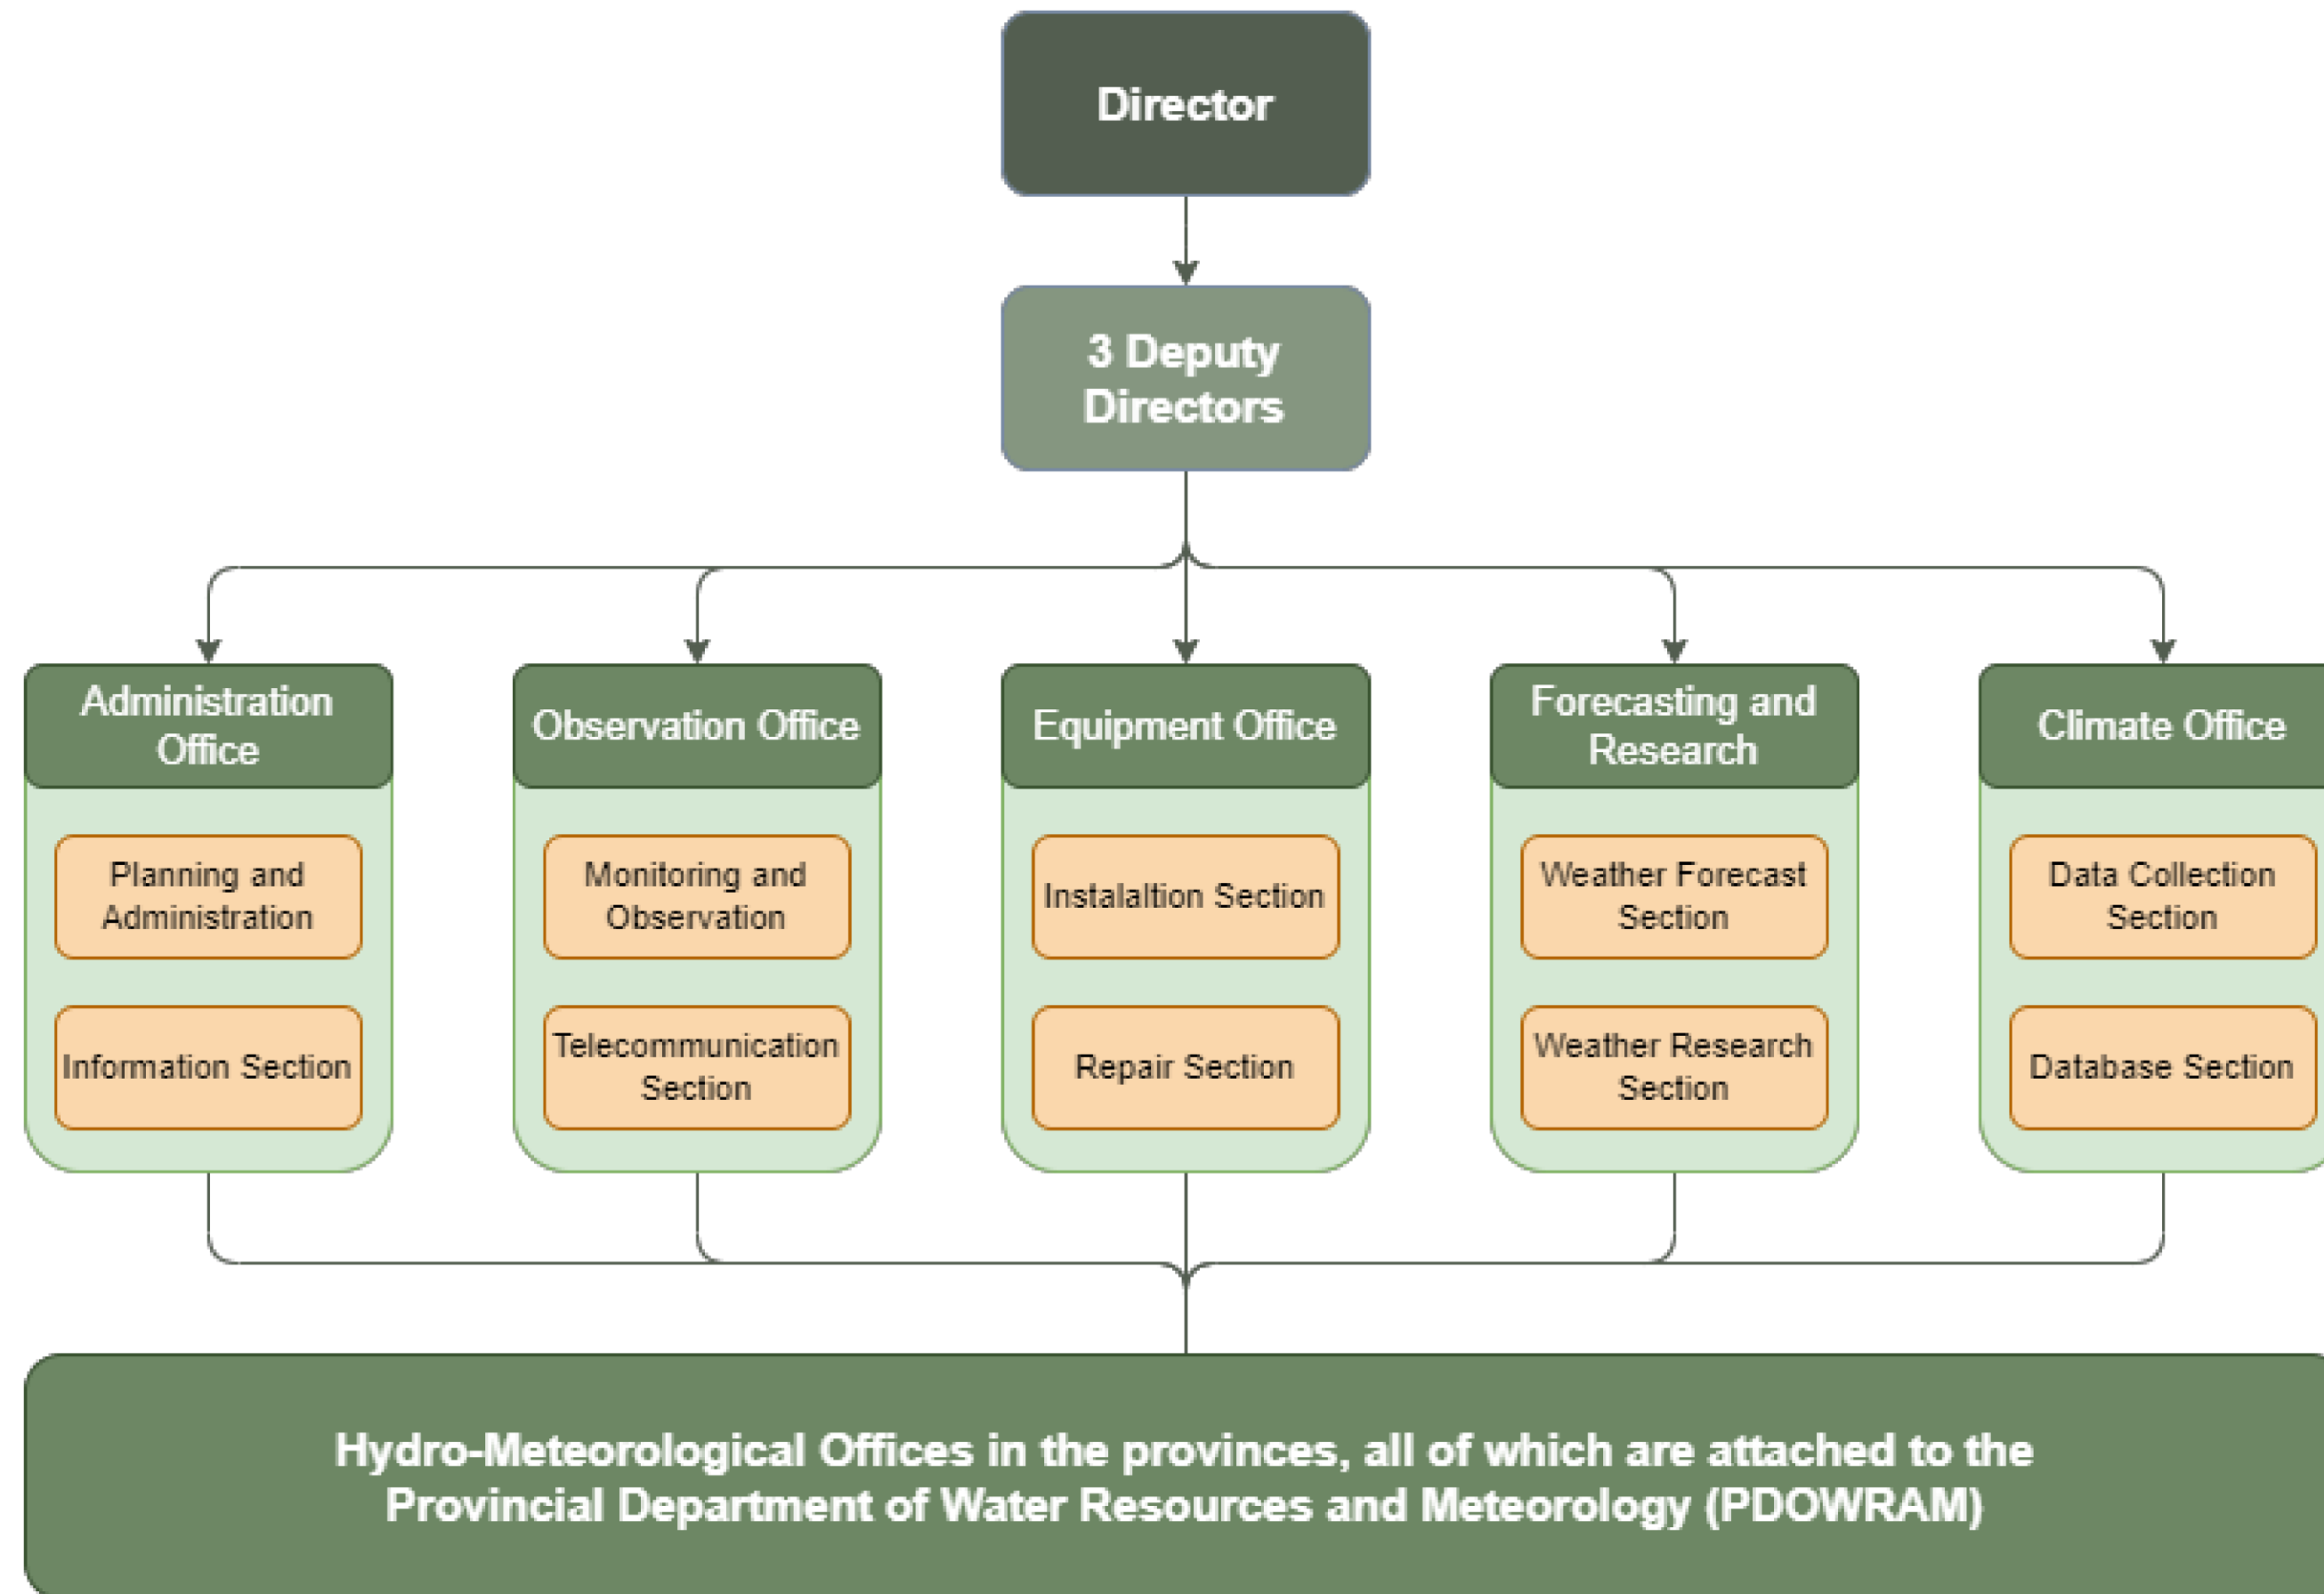 Director
3 Deputy
Directors
Administration
Office
Observation Office
Equipment Office
Forecasting and
Research
Climate Office
Planning and
Administration
Monitoring and
Observation
Instalaltion Section
Weather Forecast
Section
Data Collection
Section
Information Section
Telecommunication
Section
Repair Section
Weather Research
Section
Database Section
Hydro-Meteorological Offices in the provinces, all of which are attached to the
Provincial Department of Water Resources and Meteorology (PDOWRAM)